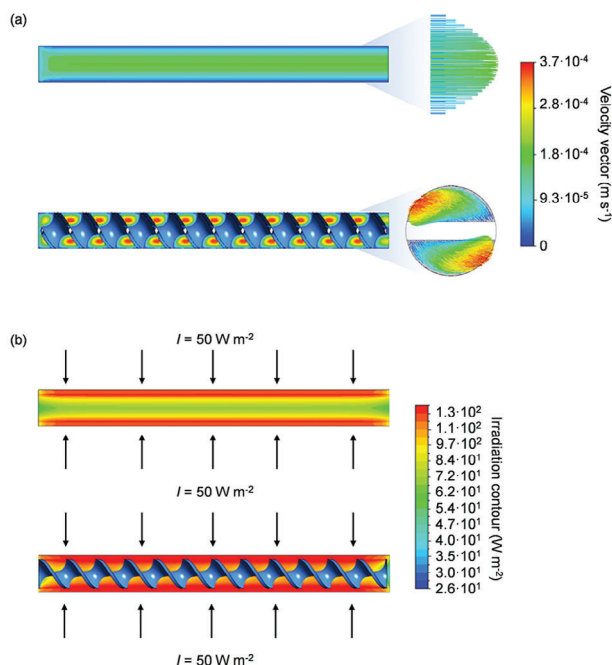 (a)
3.7·10⁻⁴
2.8·10⁻⁴
1.8·10⁻⁴
9.3·10⁻⁵
0
Velocity vector (m s⁻¹)
(b)
I = 50 W m⁻²
I = 50 W m⁻²
I = 50 W m⁻²
1.3·10²
1.1·10²
9.7·10²
8.4·10¹
7.2·10¹
6.2·10¹
5.4·10¹
4.7·10¹
4.0·10¹
3.5·10¹
3.0·10¹
2.6·10¹
Irradiation contour (W m⁻²)